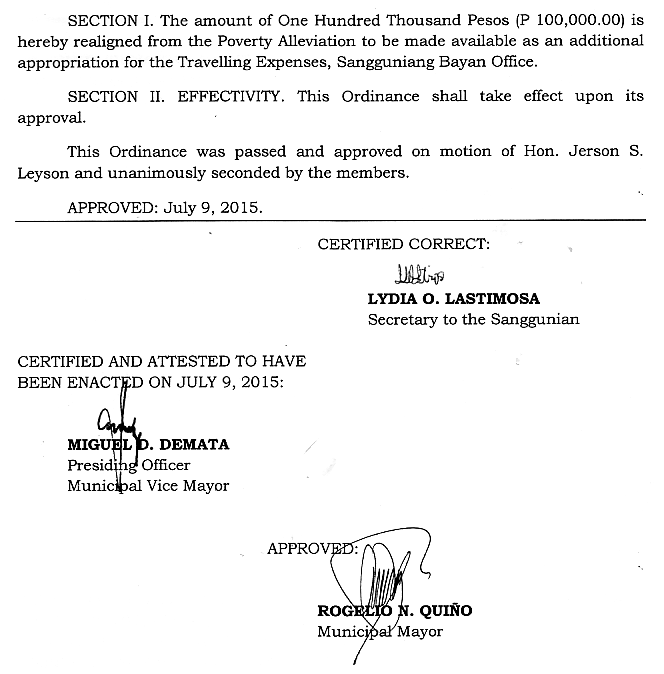 SECTION I. The amount of One Hundred Thousand Pesos (P 100,000.00) is
hereby realigned from the Poverty Alleviation to be made available as an additional
appropriation for the Travelling Expenses, Sangguniang Bayan Office.
SECTION II. EFFECTIVITY. This Ordinance shall take effect upon its
approval.
This Ordinance was passed and approved on motion of Hon. Jerson S.
Leyson and unanimously seconded by the members.
APPROVED: July 9, 2015.
CERTIFIED CORRECT:
LYDIA O. LASTIMOSA
Secretary to the Sanggunian
CERTIFIED AND ATTESTED TO HAVE
BEEN ENACTED ON JULY 9, 2015:
MIGUEL D. DEMATA
Presiding Officer
Municipal Vice Mayor
APPROVED:
ROGELIO N. QUIÑO
Municipal Mayor